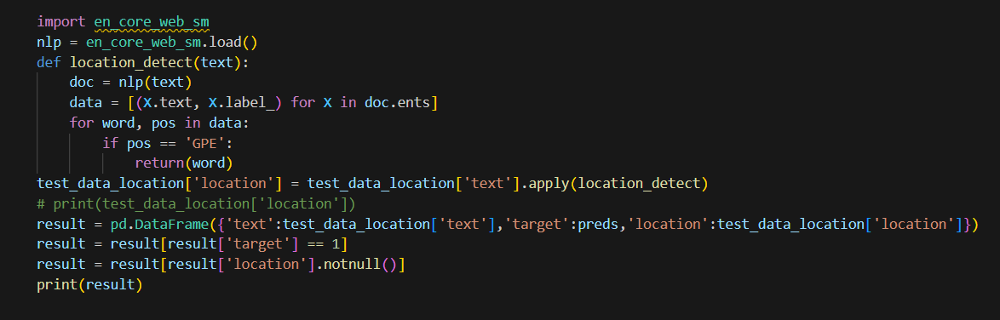 import en_core_web_sm
nlp = en_core_web_sm.load()
def location_detect(text):
    doc = nlp(text)
    data = [(X.text, X.label_) for X in doc.ents]
    for word, pos in data:
        if pos == 'GPE':
            return(word)
test_data_location['location'] = test_data_location['text'].apply(location_detect)
# print(test_data_location['location'])
result = pd.DataFrame({'text':test_data_location['text'],'target':preds,'location':test_data_location['location']})
result = result[result['target'] == 1]
result = result[result['location'].notnull()]
print(result)